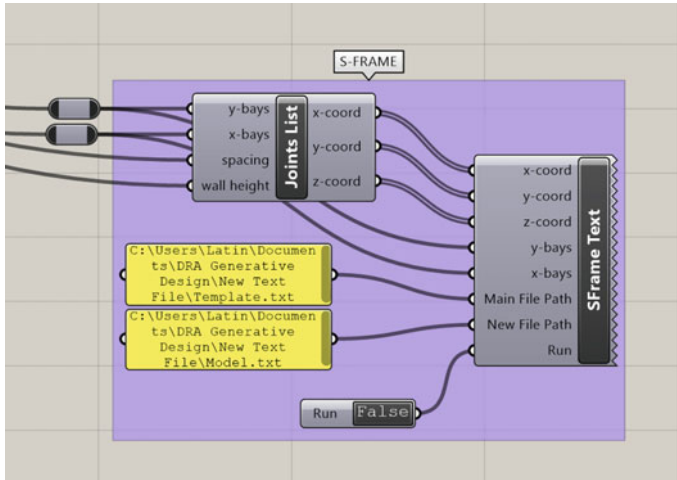 S-FRAME
y-bays
x-bays
spacing
wall height
Joints List
x-coord
y-coord
z-coord
C:\Users\Latin\Documen
ts\DRA Generative
Design\New Text
File\Template.txt
C:\Users\Latin\Documen
ts\DRA Generative
Design\New Text
File\Model.txt
Run False
x-coord
y-coord
z-coord
y-bays
x-bays
Main File Path
New File Path
Run
SFrame Text